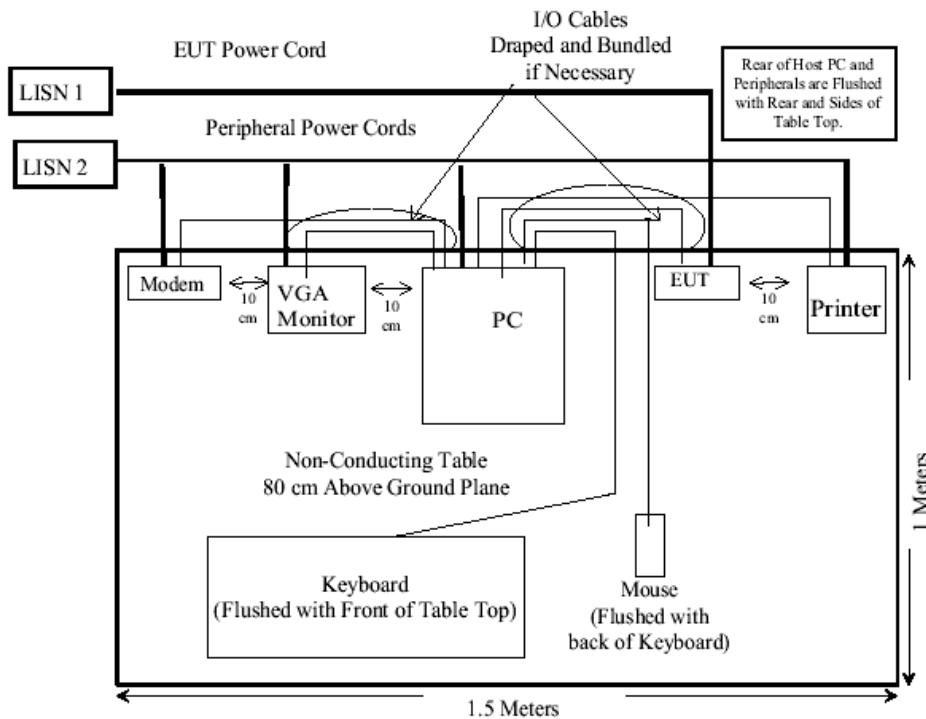 I/O Cables
Draped and Bundled
if Necessary
EUT Power Cord
Rear of Host PC and
Peripherals are Flushed
with Rear and Sides of
Table Top.
LISN 1
Peripheral Power Cords
LISN 2
Modem
10
cm
VGA
Monitor
10
cm
PC
EUT
10
cm
Printer
Non-Conducting Table
80 cm Above Ground Plane
1 Meters
Keyboard
(Flushed with Front of Table Top)
Mouse
(Flushed with
back of Keyboard)
1.5 Meters